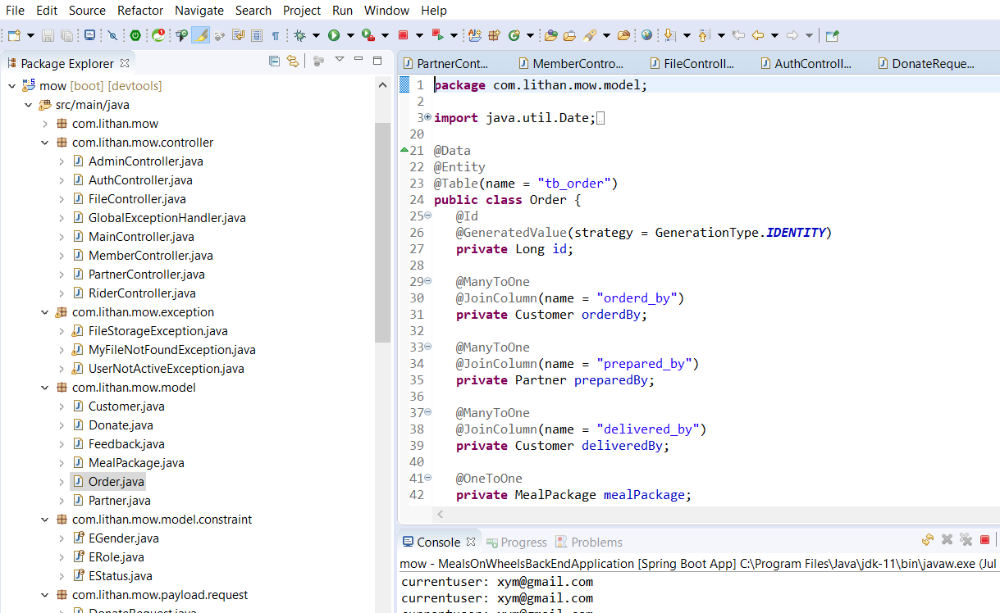 File Edit Source Refactor Navigate Search Project Run Window Help
Package Explorer
mow [boot] [devtools]
src/main/java
com.lithan.mow
com.lithan.mow.controller
AdminController.java
AuthController.java
FileController.java
GlobalExceptionHandler.java
MainController.java
MemberController.java
PartnerController.java
RiderController.java
com.lithan.mow.exception
FileStorageException.java
MyFileNotFoundException.java
UserNotActiveException.java
com.lithan.mow.model
Customer.java
Donate.java
Feedback.java
MealPackage.java
Order.java
Partner.java
com.lithan.mow.model.constraint
EGender.java
ERole.java
EStatus.java
com.lithan.mow.payload.request
DonateRequest.java
PartnerCont... MemberContro... FileControll... AuthControll... DonateReque...
1 package com.lithan.mow.model;
2
3 import java.util.Date;
20
21 @Data
22 @Entity
23 @Table(name = "tb_order")
24 public class Order {
25 @Id
26 @GeneratedValue(strategy = GenerationType.IDENTITY)
27 private Long id;
28
29 @ManyToOne
30 @JoinColumn(name = "orderd_by")
31 private Customer orderdBy;
32
33 @ManyToOne
34 @JoinColumn(name = "prepared_by")
35 private Partner preparedBy;
36
37 @ManyToOne
38 @JoinColumn(name = "delivered_by")
39 private Customer deliveredBy;
40
41 @OneToOne
42 private MealPackage mealPackage;
Console Progress Problems
mow - MealsOnWheelsBackEndApplication [Spring Boot App] C:\Program Files\Java\jdk-11\bin\javaw.exe (Jul
currentuser: xym@gmail.com
currentuser: xym@gmail.com
currentuser: xym@gmail.com